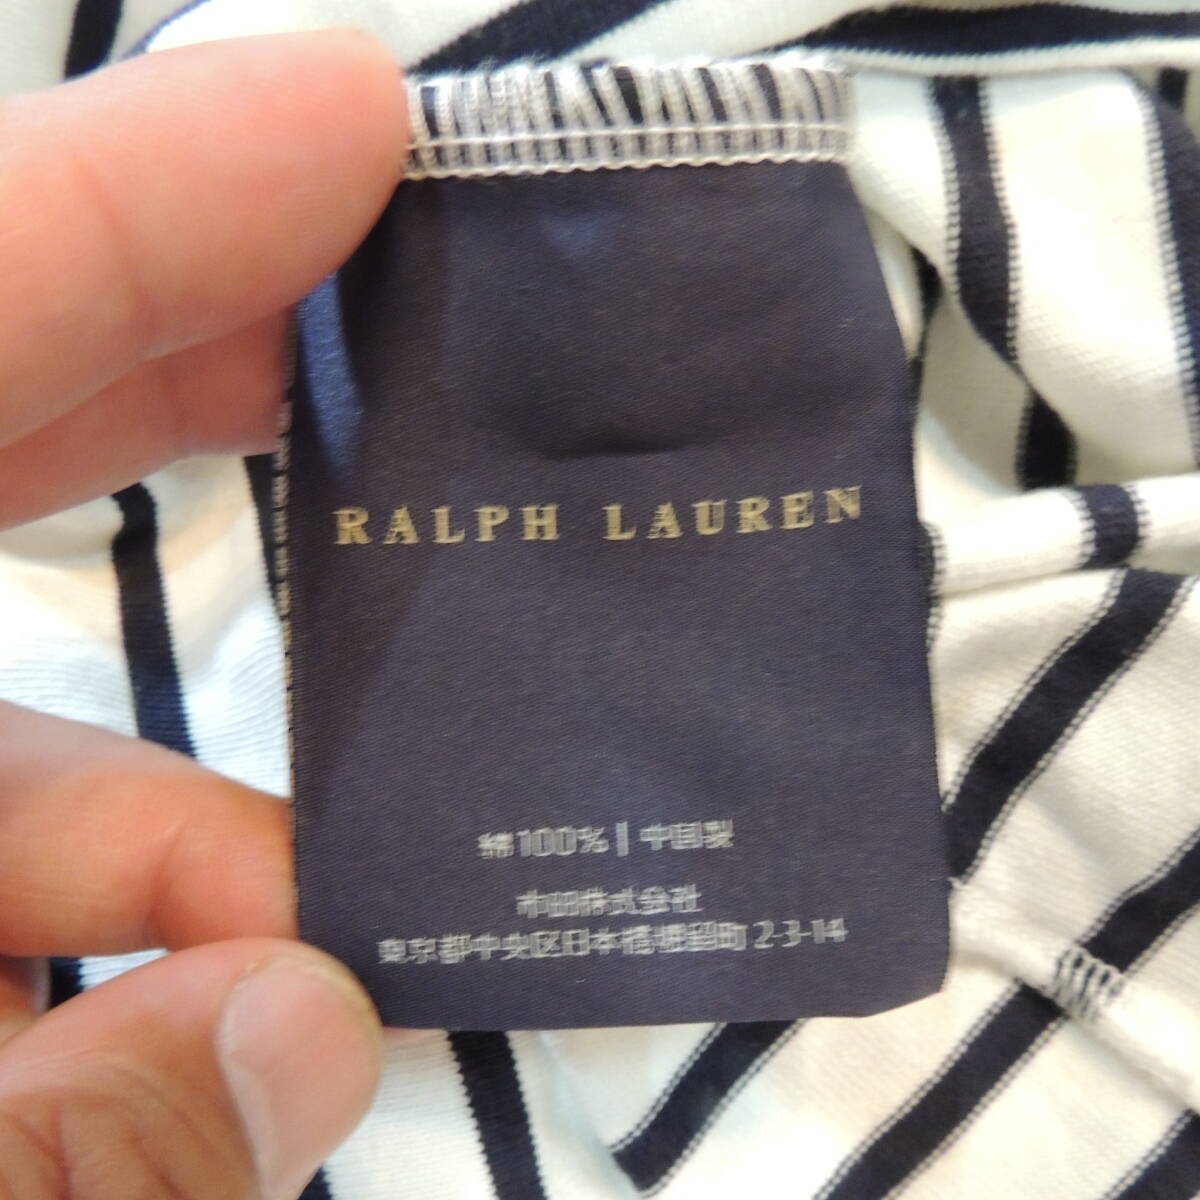 RALPH LAUREN
綿100% | 中国製
市田株式会社
東京都中央区日本橋堀留町 2-3-14